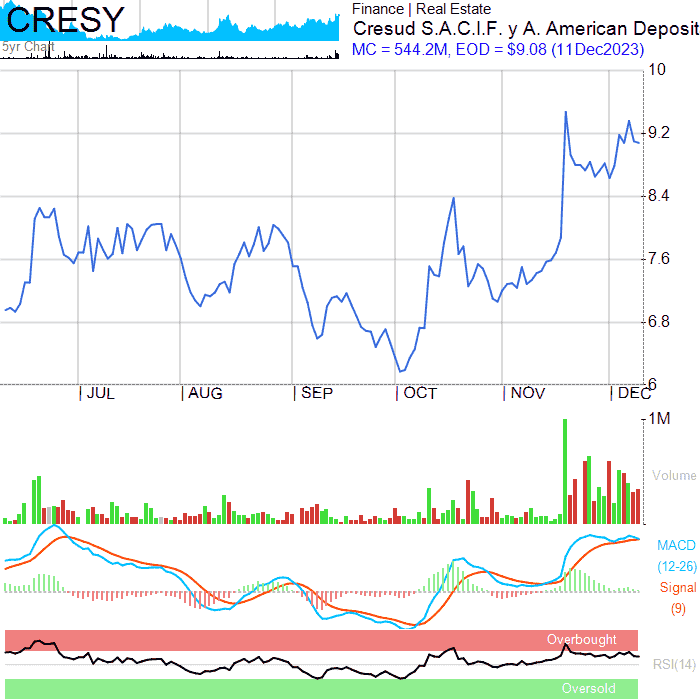 CRESY
5yr Chart
Finance | Real Estate
Cresud S.A.C.I.F. y A. American Deposit
MC = 544.2M, EOD = $9.08 (11Dec2023)
10
9.2
8.4
7.6
6.8
6
JUL AUG SEP OCT NOV DEC
1M
Volume
MACD
(12-26)
Signal
(9)
Overbought
RSI(14)
Oversold